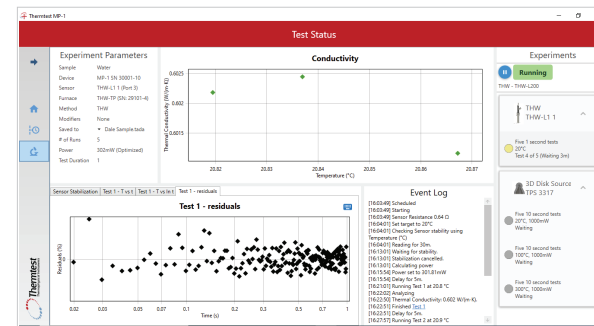 Thermtest MP-1
Test Status
Experiment Parameters
Sample Water
Device MP-1 SN 30001-10
Sensor THW-L1 1 (Port 3)
Furnace THW-TP (SN: 29101-4)
Method THW
Modifiers None
Saved to Dale Sample.tada
# of Runs 5
Power 302mW (Optimized)
Test Duration 1
Conductivity
Thermal Conductivity (W/(m·K))
0.6025
0.602
0.6015
20.82 20.83 20.84 20.85 20.86 20.87
Temperature (°C)
Experiments
Running
THW - THW-L200
THW
THW-L1 1
Five 1 second tests
20°C
Test 4 of 5 (Waiting 3m)
3D Disk Source
TPS 3317
Five 10 second tests
20°C, 1000mW
Waiting
Five 10 second tests
100°C, 1000mW
Waiting
Five 10 second tests
300°C, 1000mW
Waiting
Sensor Stabilization Test 1 - T vs t Test 1 - T vs ln t Test 1 - residuals
Test 1 - residuals
Residuals (%)
0
0.02 0.03 0.05 0.07 0.1 0.2 0.3 0.5 0.7 1
Time (s)
Event Log
[16:03:49] Scheduled
[16:03:49] Starting
[16:03:49] Sensor Resistance 0.64 Ω
[16:04:01] Set target to 20°C
[16:04:01] Checking Sensor stability using
Temperature (°C)
[16:04:01] Reading for 30m.
[16:13:01] Waiting for stability.
[16:13:01] Stabilization cancelled.
[16:13:01] Calculating power
[16:15:54] Power set to 301.81mW
[16:15:54] Delay for 5m.
[16:21:01] Running Test 1 at 20.8 °C
[16:22:02] Analyzing
[16:22:50] Thermal Conductivity: 0.602 W/(m·K).
[16:22:51] Finished Test 1
[16:22:51] Delay for 5m.
[16:27:57] Running Test 2 at 20.9 °C
Thermtest